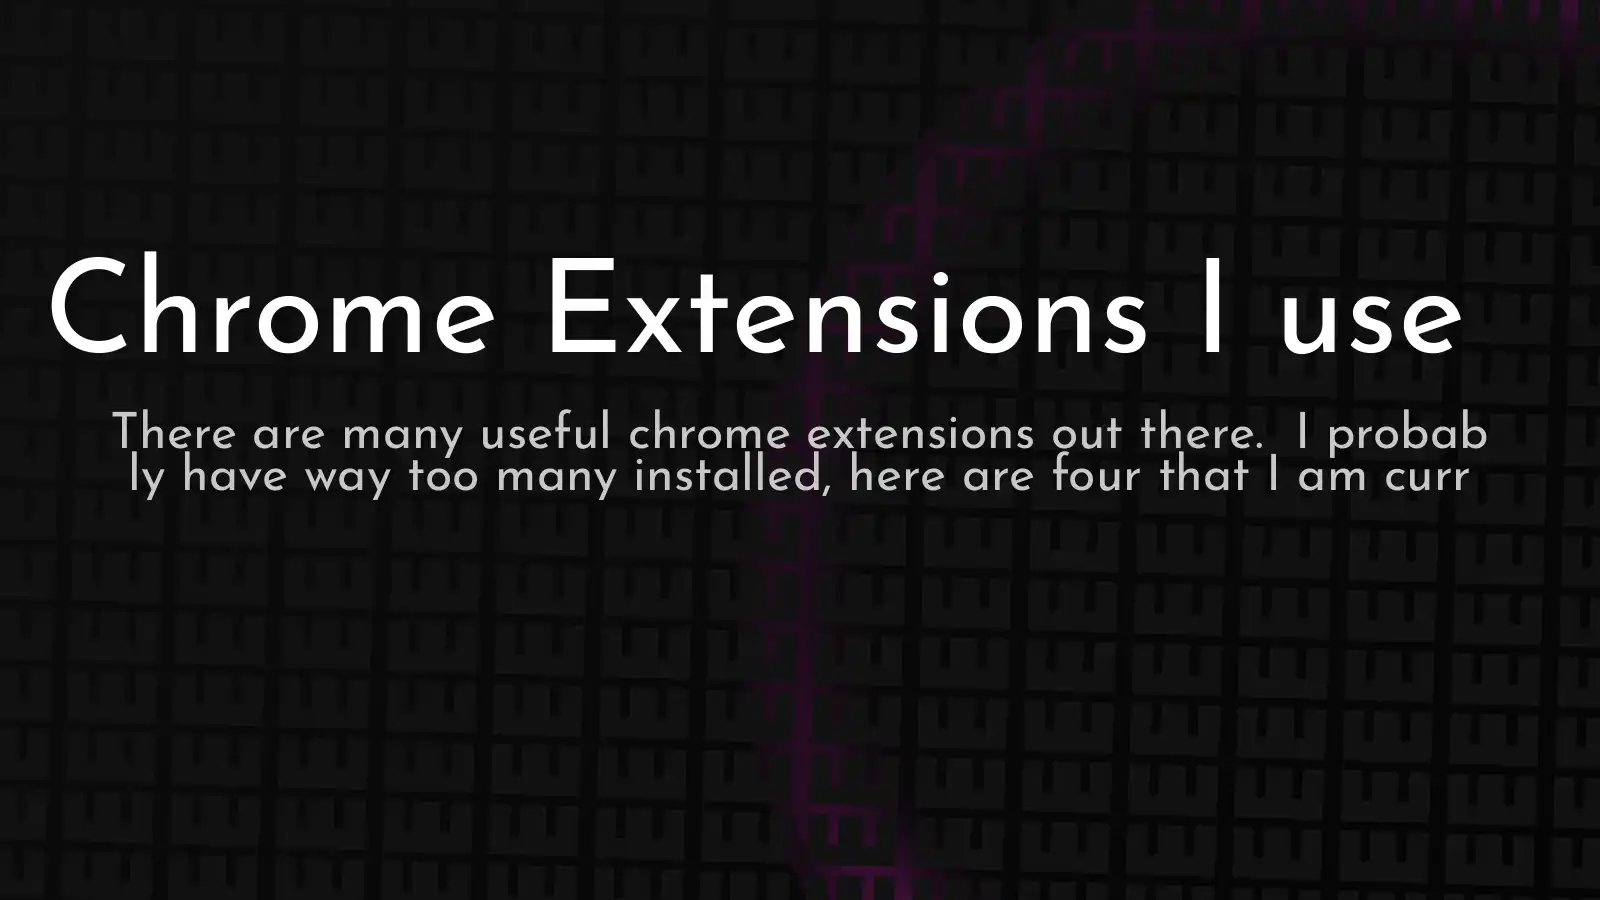 Chrome Extensions I use
There are many useful chrome extensions out there.  I probab
ly have way too many installed, here are four that I am curr